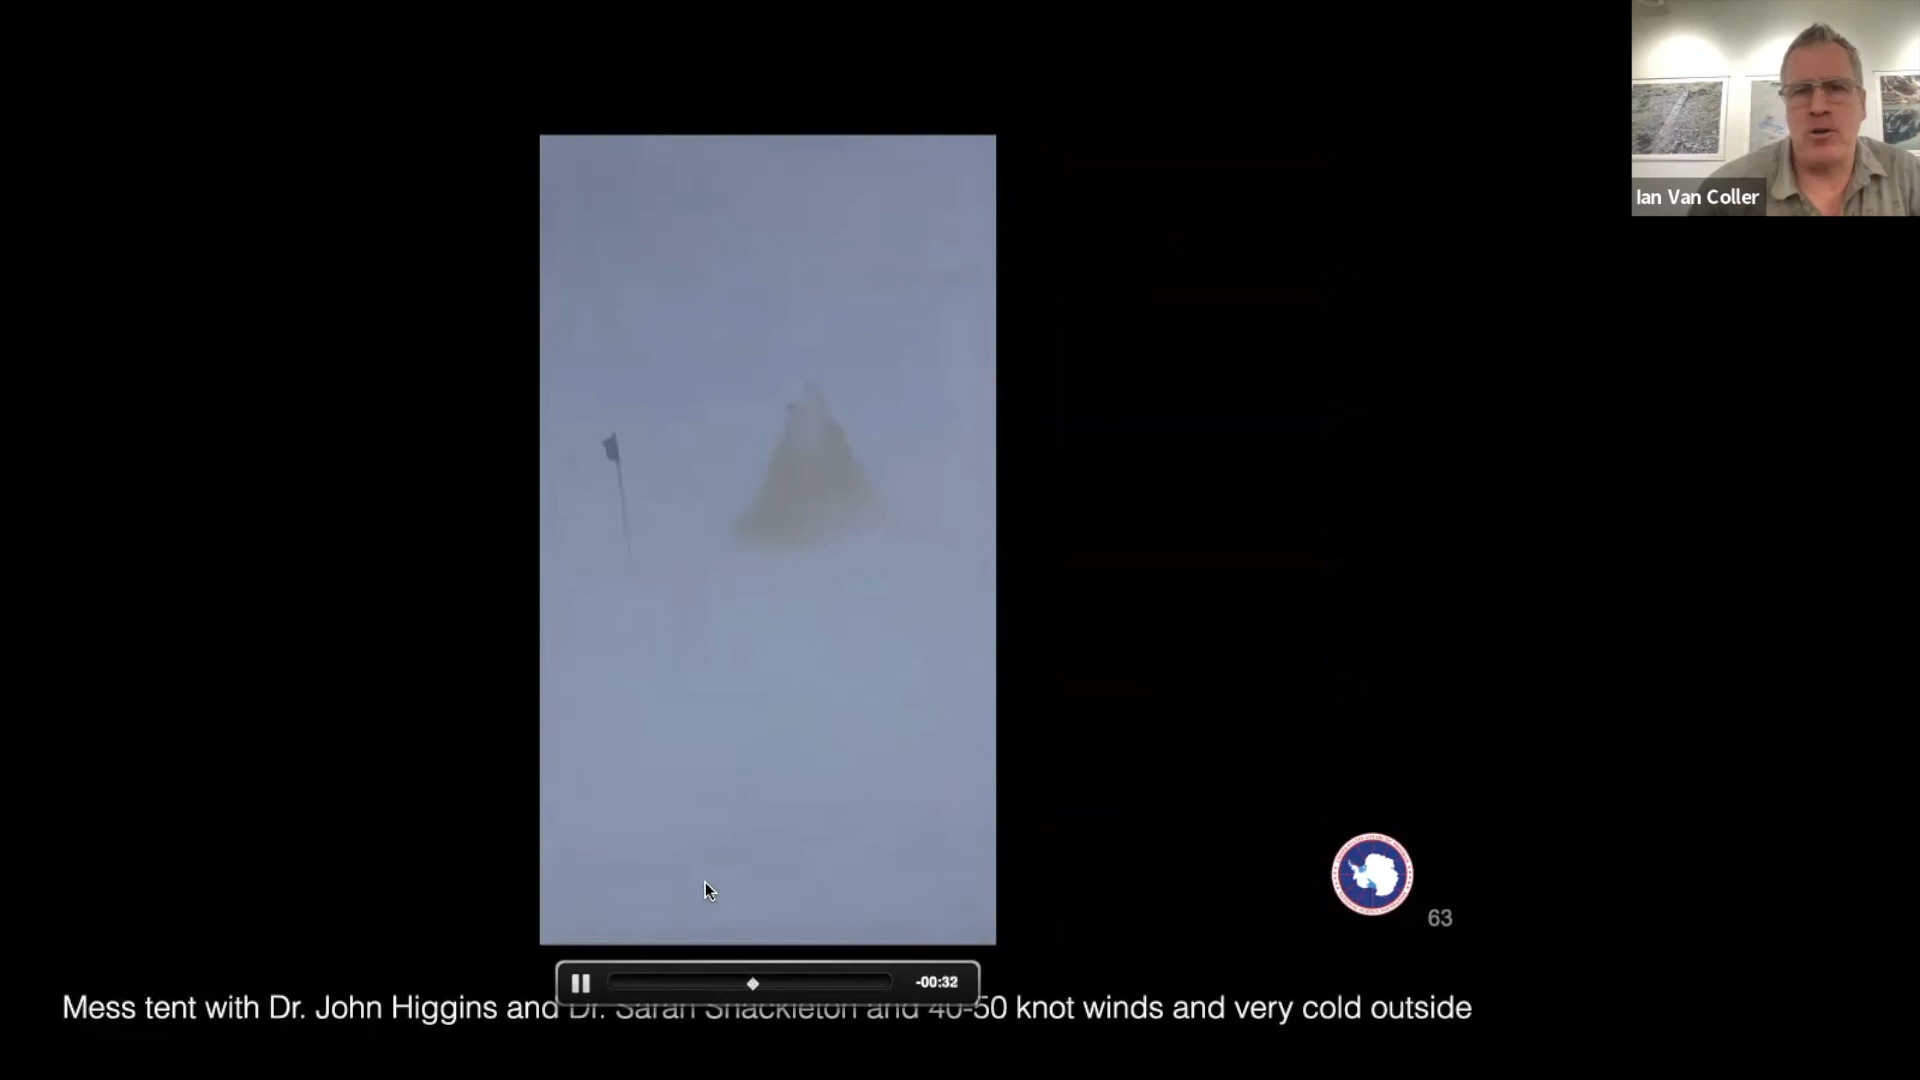 Ian Van Coller
63
-00:32
Mess tent with Dr. John Higgins and Dr. Sarah Shackleton and 40-50 knot winds and very cold outside